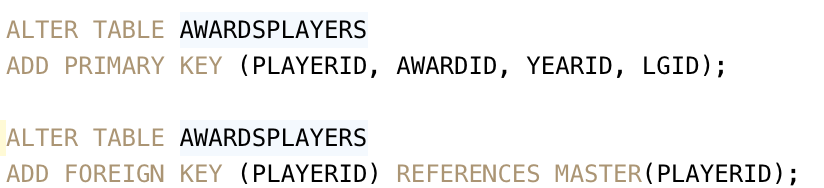 ALTER TABLE AWARDSPLAYERS
ADD PRIMARY KEY (PLAYERID, AWARDID, YEARID, LGID);
ALTER TABLE AWARDSPLAYERS
ADD FOREIGN KEY (PLAYERID) REFERENCES MASTER(PLAYERID);